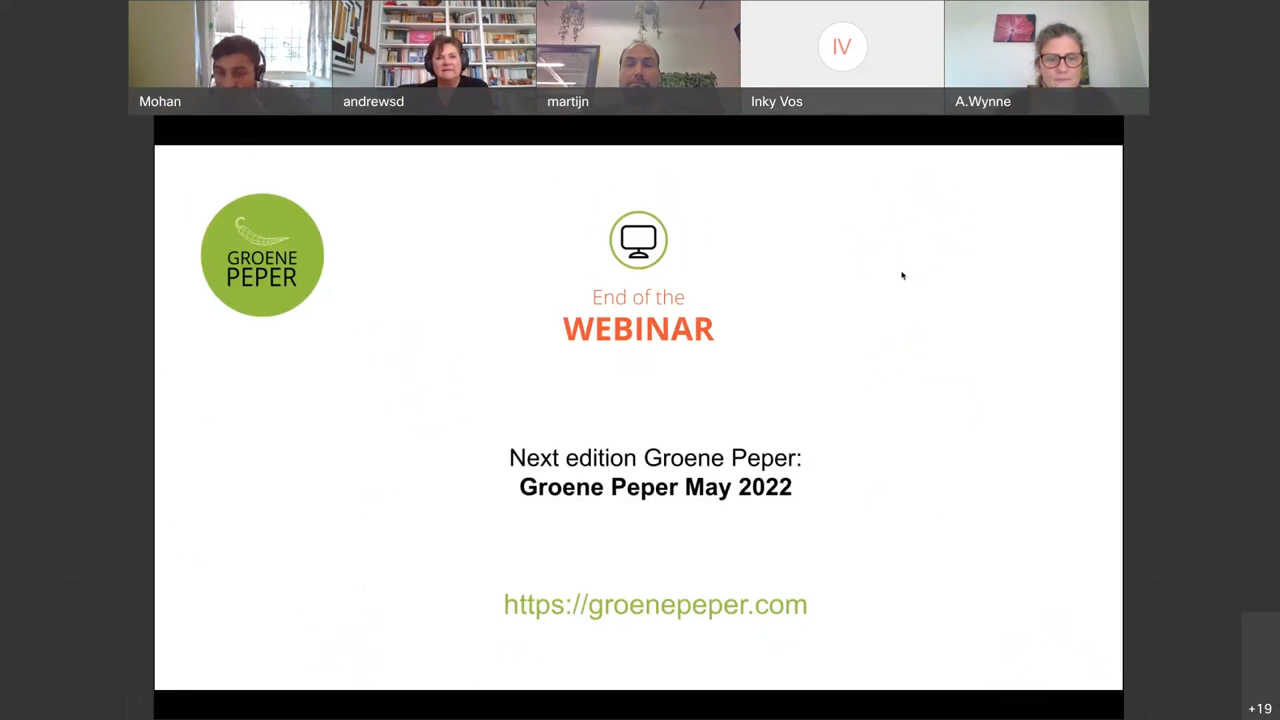 IV
Mohan
andrewsd
martijn
Inky Vos
A.Wynne
GROENE
PEPER
End of the
WEBINAR
Next edition Groene Peper:
Groene Peper May 2022
https://groenepeper.com
+19